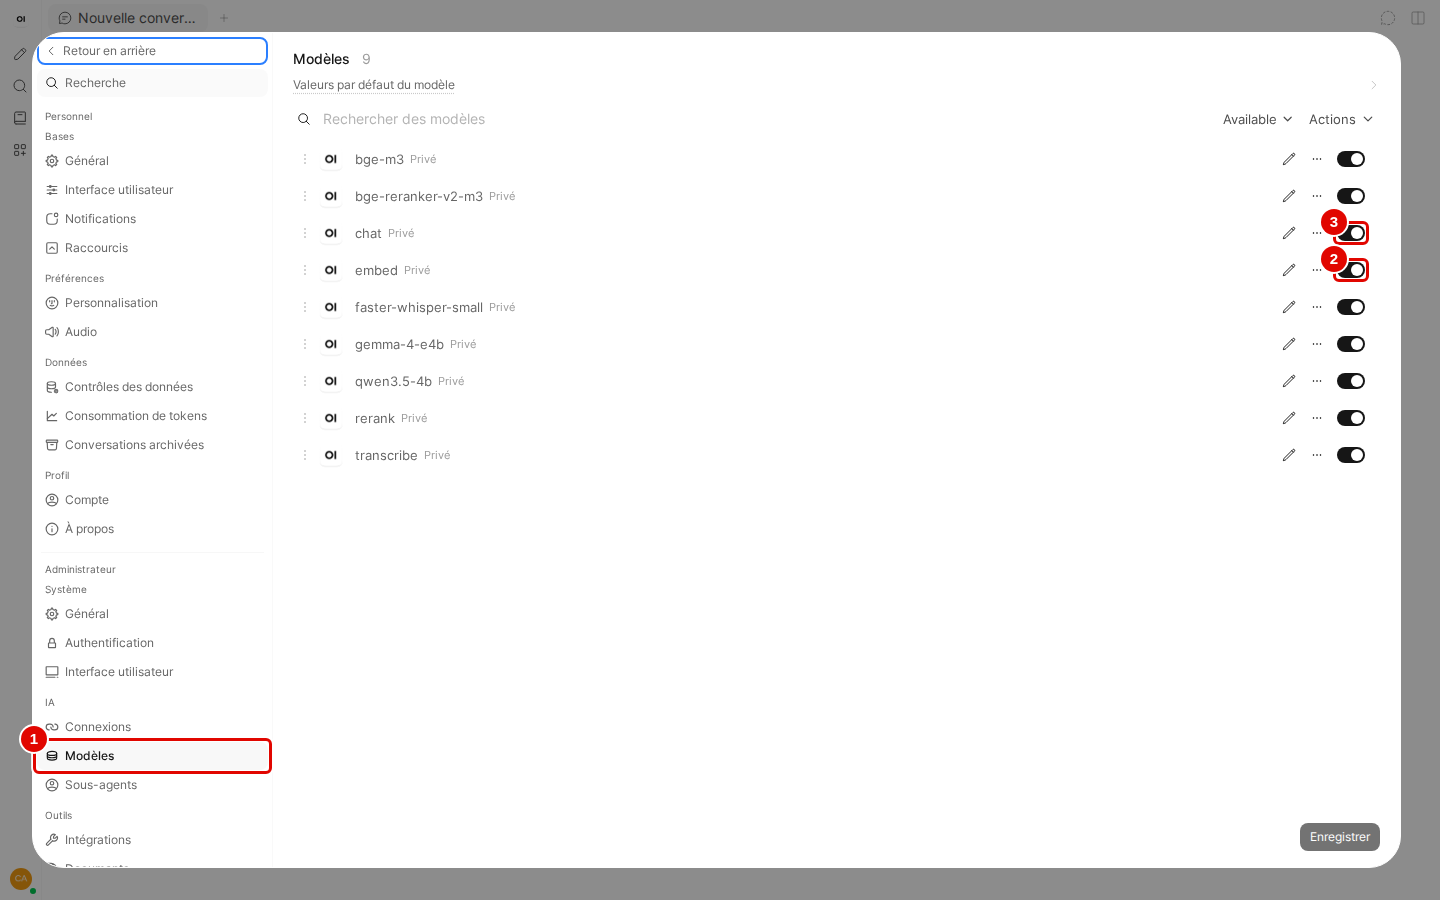 OI
Nouvelle conver...
Retour en arrière
Recherche
Personnel
Bases
Général
Interface utilisateur
Notifications
Raccourcis
Préférences
Personnalisation
Audio
Données
Contrôles des données
Consommation de tokens
Conversations archivées
Profil
Compte
À propos
Administrateur
Système
Général
Authentification
Interface utilisateur
IA
Connexions
1
Modèles
Sous-agents
Outils
Intégrations
CA
Modèles 9
Valeurs par défaut du modèle
Rechercher des modèles
Available
Actions
OI bge-m3 Privé
OI bge-reranker-v2-m3 Privé
OI chat Privé
3
OI embed Privé
2
OI faster-whisper-small Privé
OI gemma-4-e4b Privé
OI qwen3.5-4b Privé
OI rerank Privé
OI transcribe Privé
Enregistrer